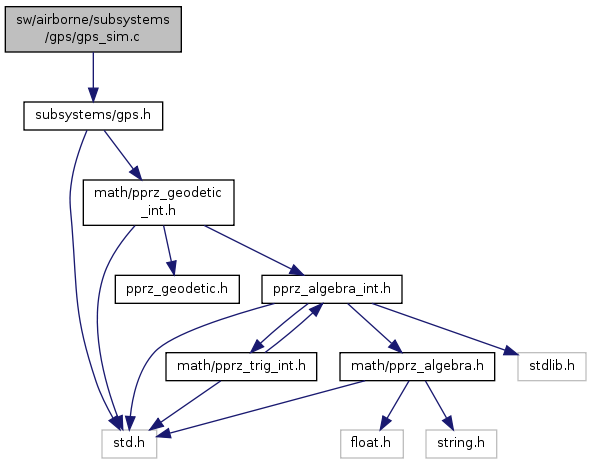 sw/airborne/subsystems
/gps/gps_sim.c
subsystems/gps.h
math/pprz_geodetic
_int.h
pprz_geodetic.h
pprz_algebra_int.h
math/pprz_trig_int.h
math/pprz_algebra.h
stdlib.h
std.h
float.h
string.h